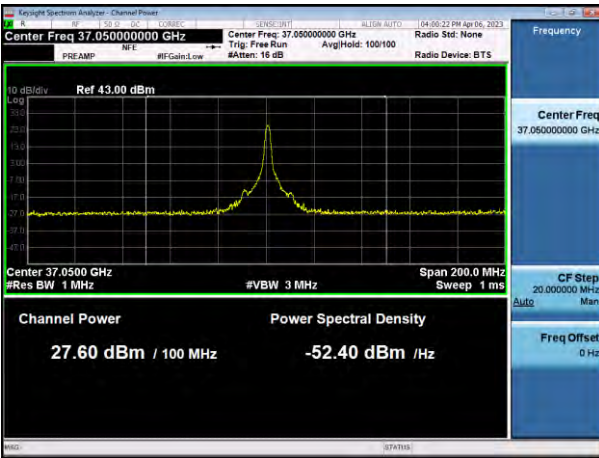 Keysight Spectrum Analyzer - Channel Power
R RF 50 Ω DC CORREC SENSE:INT ALIGN AUTO 04:00:22 PM Apr 06, 2023
Center Freq 37.050000000 GHz
Center Freq: 37.050000000 GHz
Radio Std: None
NFE
Trig: Free Run Avg|Hold: 100/100
PREAMP #IFGain:Low
#Atten: 16 dB
Radio Device: BTS
10 dB/div Ref 43.00 dBm
Log
33.0
23.0
13.0
3.00
-7.00
-17.0
-27.0
-37.0
-47.0
Center 37.0500 GHz Span 200.0 MHz
#Res BW 1 MHz #VBW 3 MHz Sweep 1 ms
Channel Power Power Spectral Density
27.60 dBm / 100 MHz -52.40 dBm /Hz
Frequency
Center Freq
37.050000000 GHz
CF Step
20.000000 MHz
Auto Man
Freq Offset
0 Hz
MSG STATUS